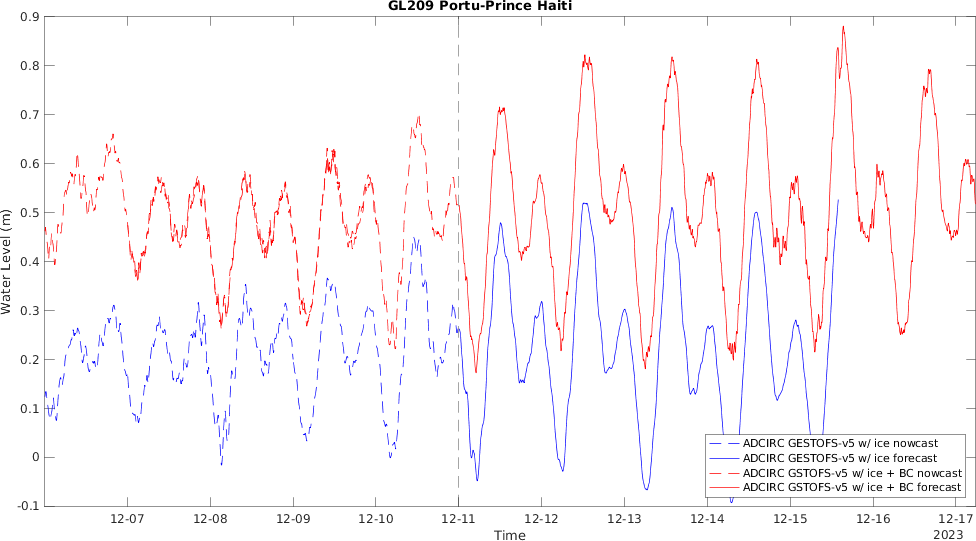 GL209 Portu-Prince Haiti
0.9
0.8
0.7
0.6
0.5
0.4
0.3
0.2
0.1
0
-0.1
Water Level (m)
ADCIRC GESTOFS-v5 w/ ice nowcast
ADCIRC GESTOFS-v5 w/ ice forecast
ADCIRC GSTOFS-v5 w/ ice + BC nowcast
ADCIRC GSTOFS-v5 w/ ice + BC forecast
12-07 12-08 12-09 12-10 12-11 12-12 12-13 12-14 12-15 12-16 12-17
Time
2023